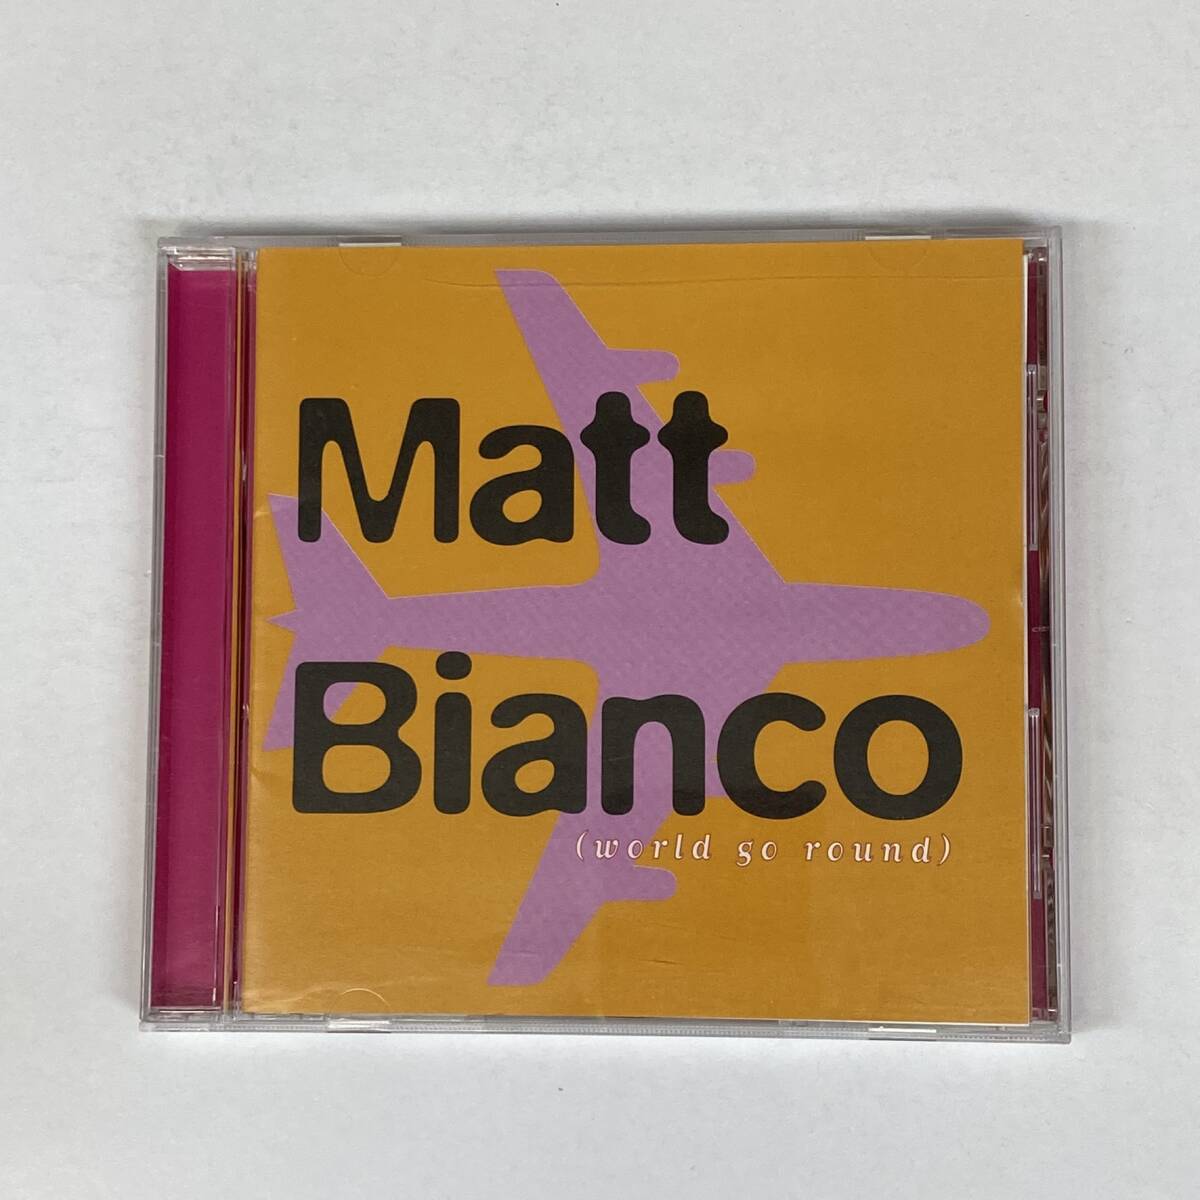 Matt
Bianco
(world go round)